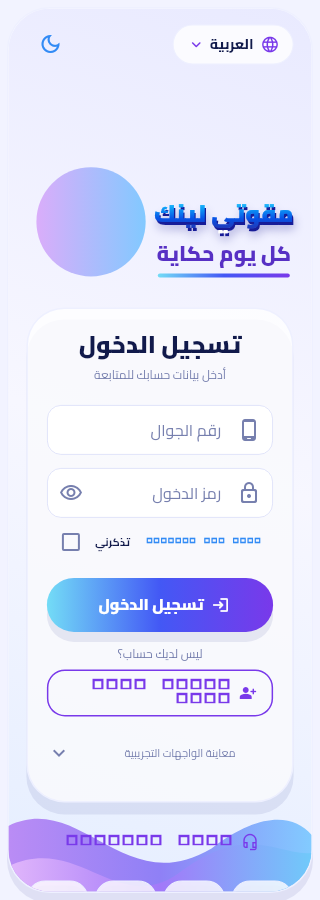 العربية
مقوتي لينك
كل يوم حكاية
تسجيل الدخول
أدخل بيانات حسابك للمتابعة
رقم الجوال
رمز الدخول
تذكرني
تسجيل الدخول
ليس لديك حساب؟
معاينة الواجهات التجريبية